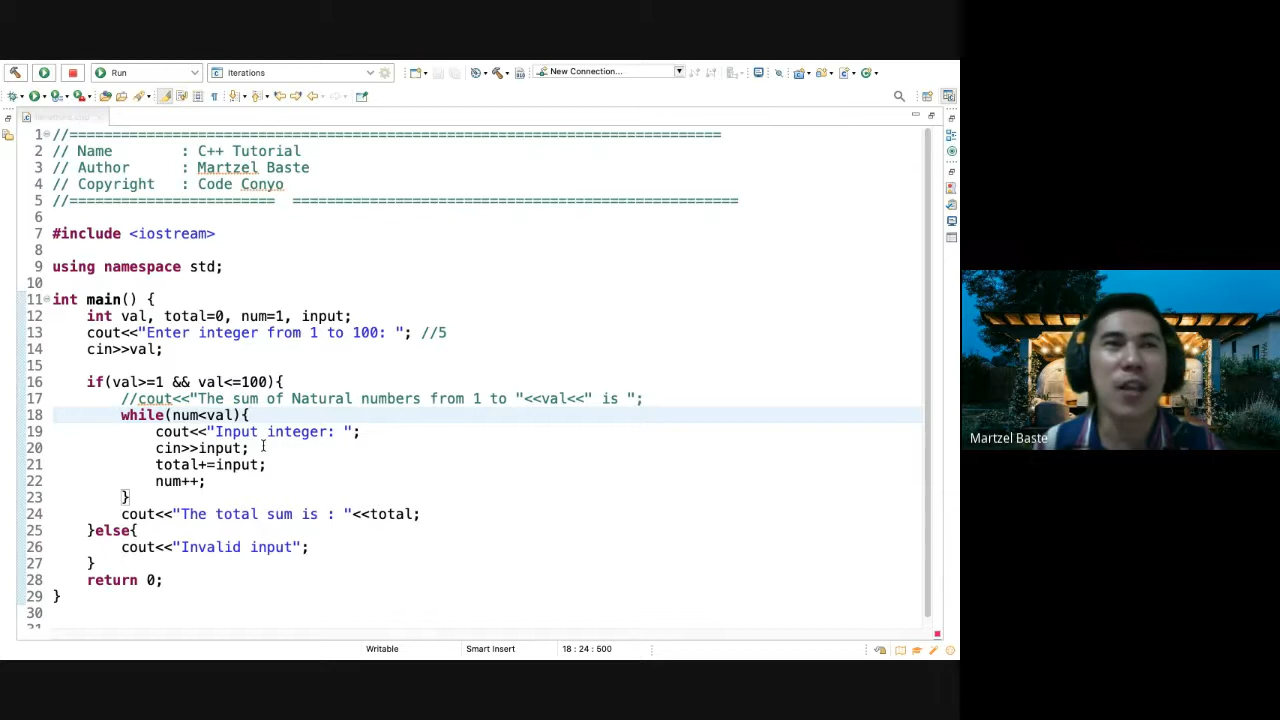 Run
Iterations
New Connection...
1 //========================================================================
2 // Name : C++ Tutorial
3 // Author : Martzel Baste
4 // Copyright : Code Conyo
5 //======================== ====================================================
6
7 #include <iostream>
8
9 using namespace std;
10
11 int main() {
12 int val, total=0, num=1, input;
13 cout<<"Enter integer from 1 to 100: "; //5
14 cin>>val;
15
16 if(val>=1 && val<=100){
17 //cout<<"The sum of Natural numbers from 1 to "<<val<<" is ";
18 while(num<val){
19 cout<<"Input integer: ";
20 cin>>input;
21 total+=input;
22 num++;
23 }
24 cout<<"The total sum is : "<<total;
25 }else{
26 cout<<"Invalid input";
27 }
28 return 0;
29 }
30
31
Writable
Smart Insert
18 : 24 : 500
Martzel Baste